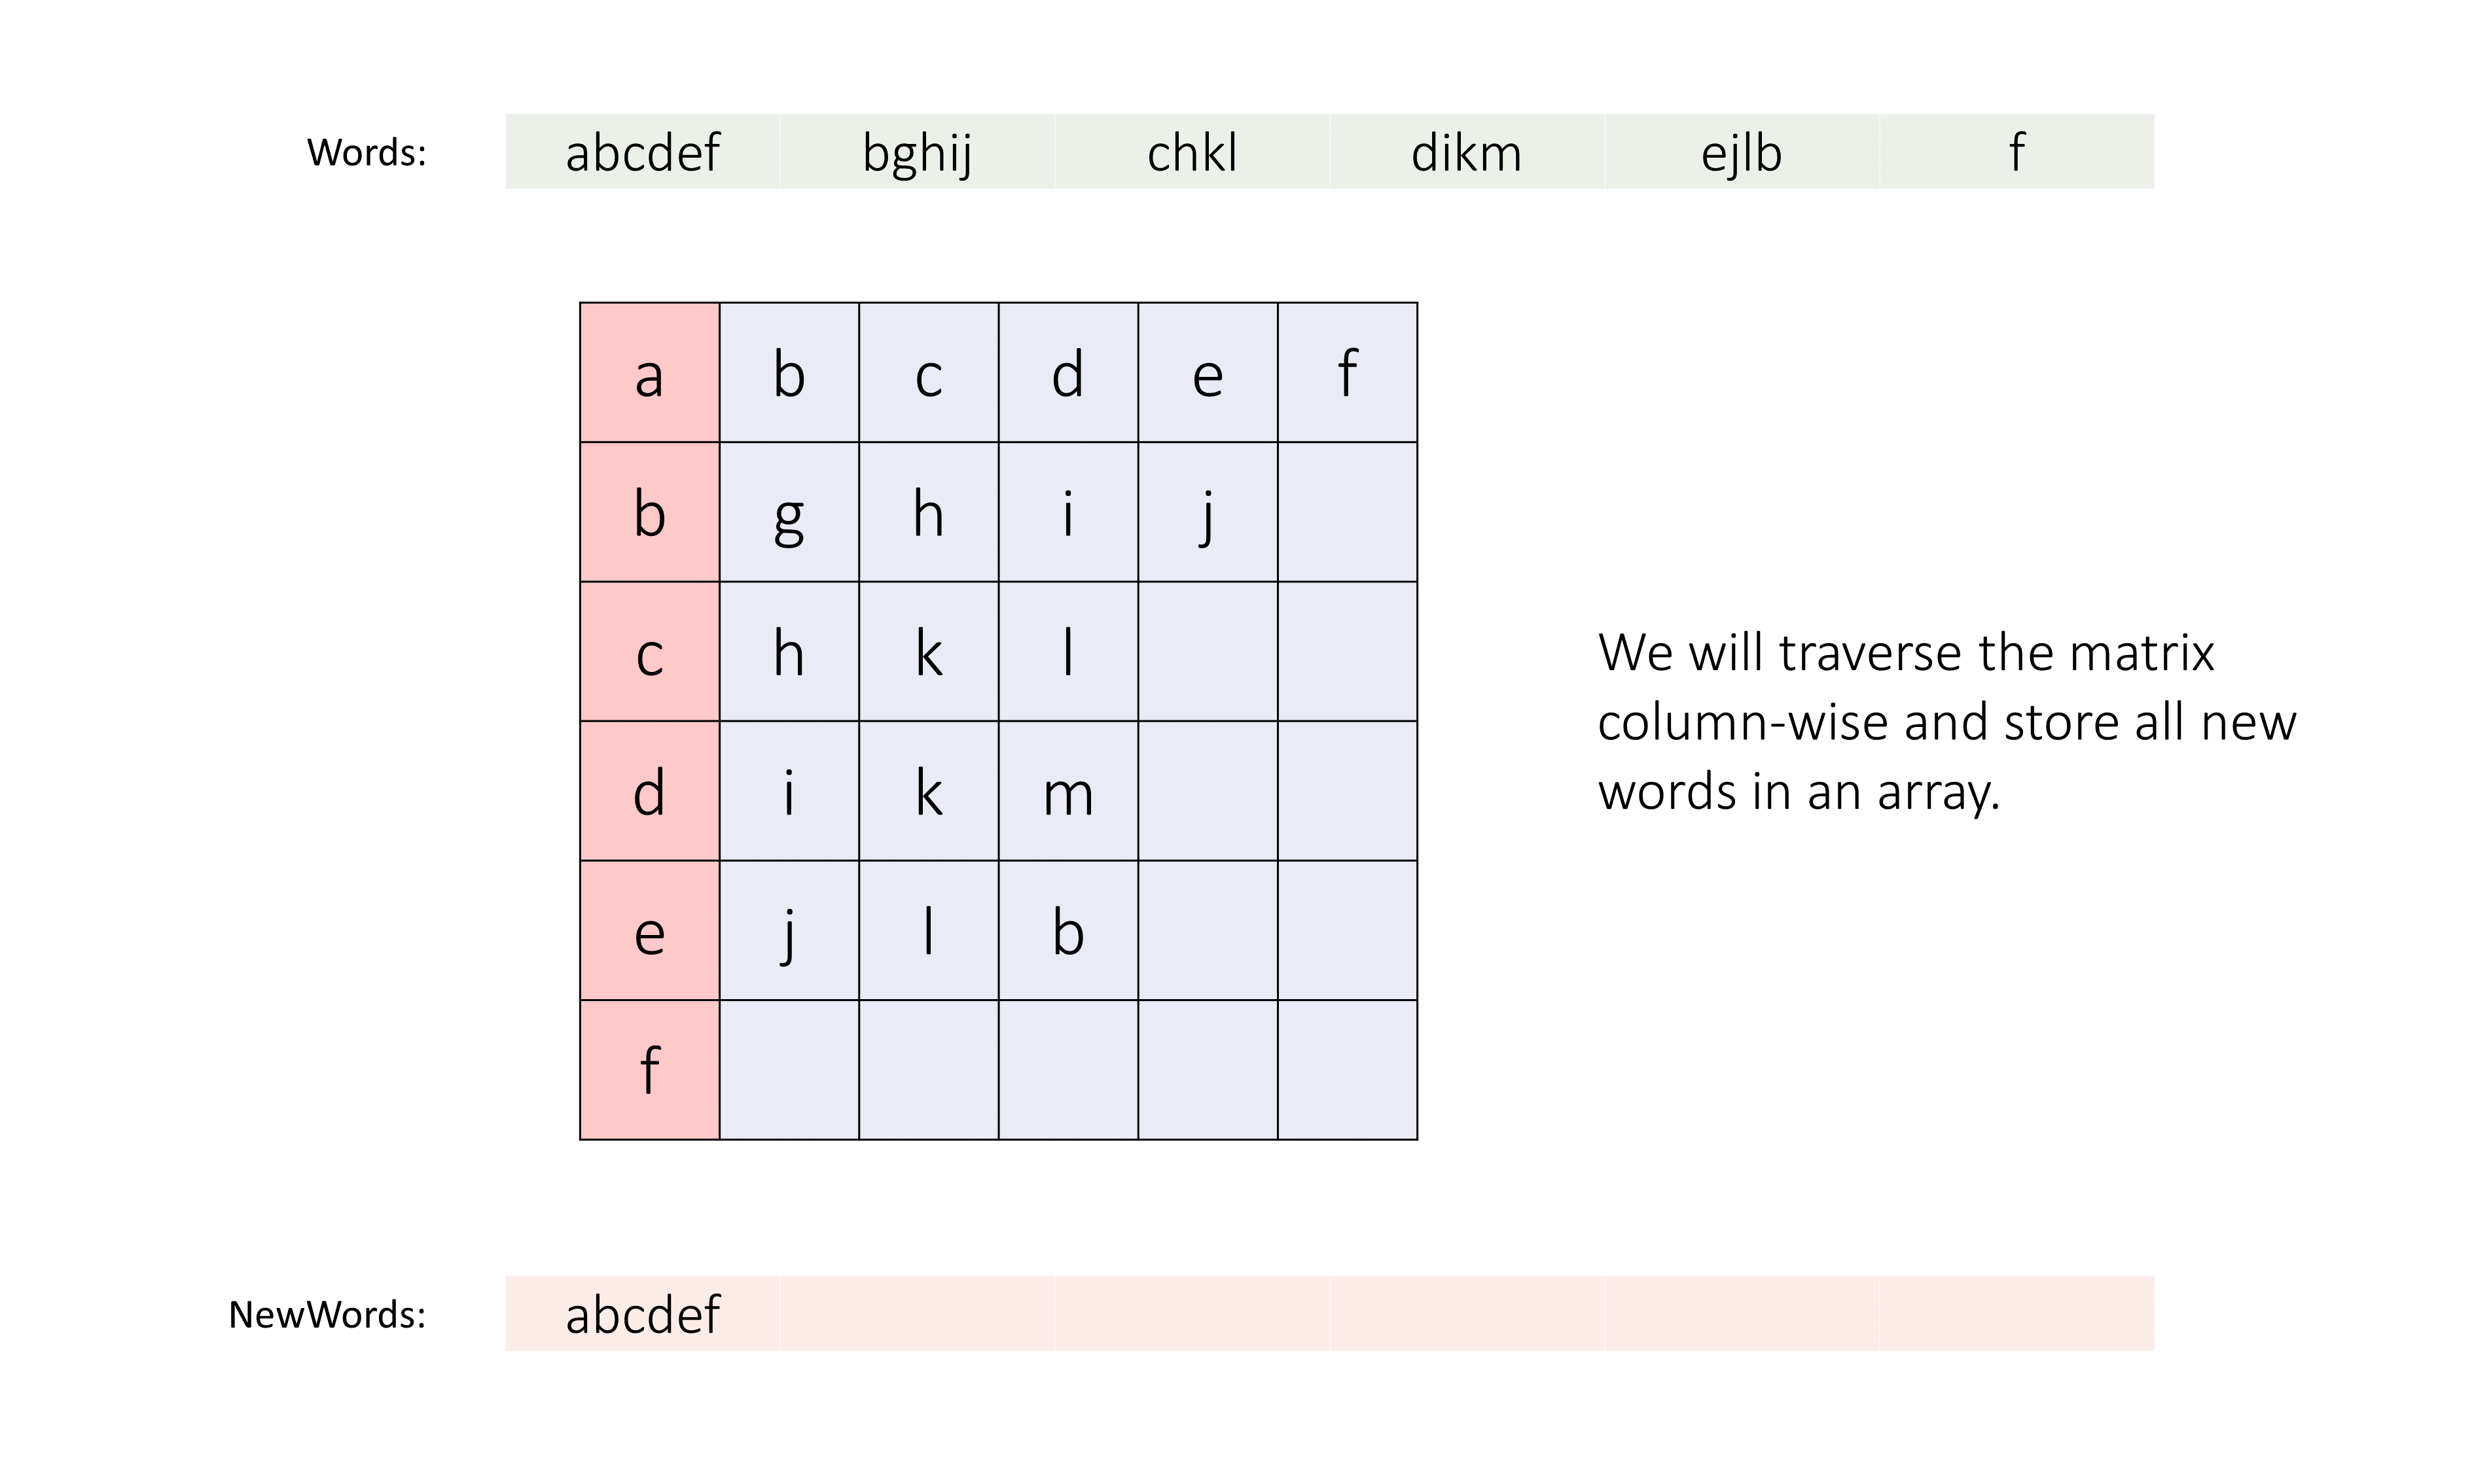 Words: abcdef bghij chkl dikm ejlb f
a b c d e f
b g h i j
c h k l
d i k m
e j l b
f
We will traverse the matrix
column-wise and store all new
words in an array.
NewWords: abcdef